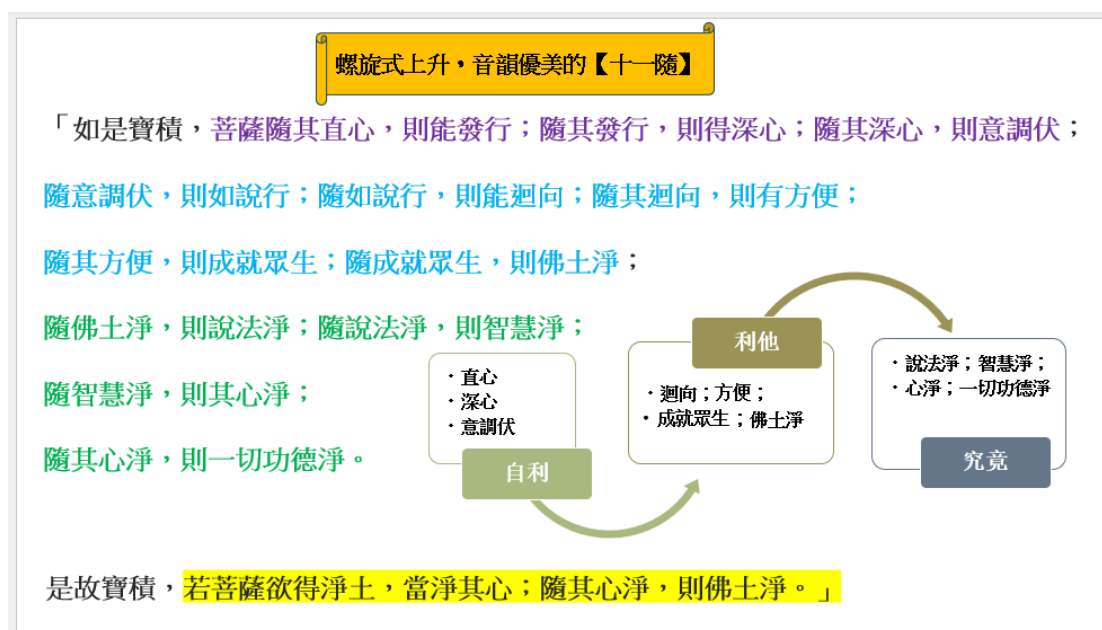 螺旋式上升，音韻優美的【十一隨】
「如是寶積，菩薩隨其直心，則能發行；隨其發行，則得深心；隨其深心，則意調伏；
隨意調伏，則如說行；隨如說行，則能迴向；隨其迴向，則有方便；
隨其方便，則成就眾生；隨成就眾生，則佛土淨；
隨佛土淨，則說法淨；隨說法淨，則智慧淨；
隨智慧淨，則其心淨；
隨其心淨，則一切功德淨。
・直心
・深心
・意調伏
自利
利他
・迴向；方便；
・成就眾生；佛土淨
・說法淨；智慧淨；
・心淨；一切功德淨
究竟
是故寶積，若菩薩欲得淨土，當淨其心；隨其心淨，則佛土淨。」